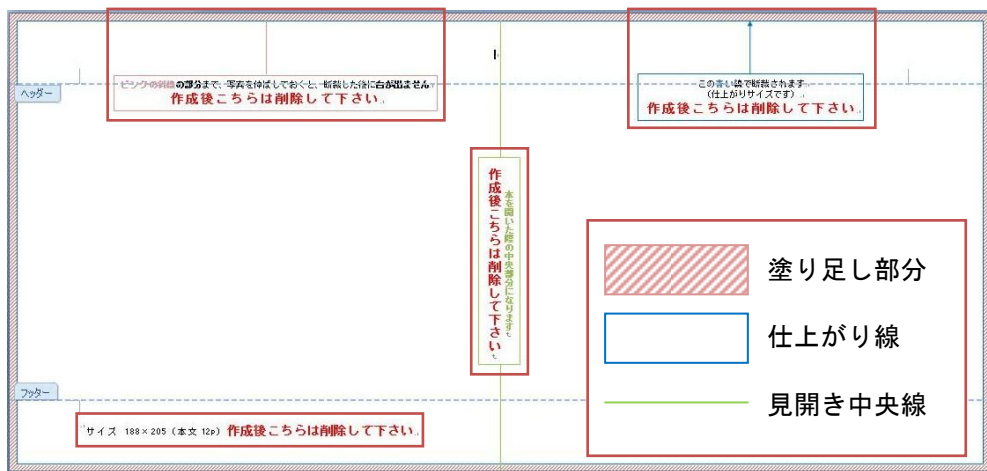 ピンクの斜線の部分まで、写真を伸ばしておくと、断裁した後に白が出ません
作成後こちらは削除して下さい
この青い線で断裁されます
(仕上がりサイズです)
作成後こちらは削除して下さい
ヘッダー
本を開いた際の中央部分になります
作成後こちらは削除して下さい
塗り足し部分
仕上がり線
見開き中央線
フッター
サイズ 188×205(本文 12p) 作成後こちらは削除して下さい